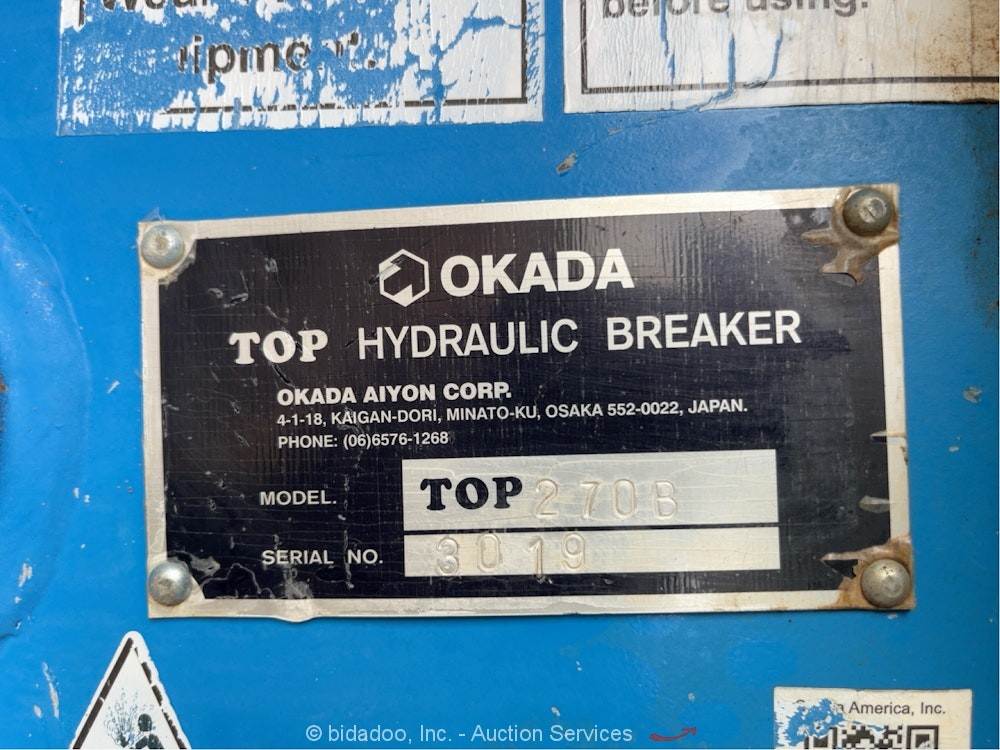 before using.
OKADA
TOP HYDRAULIC BREAKER
OKADA AIYON CORP.
4-1-18, KAIGAN-DORI, MINATO-KU, OSAKA 552-0022, JAPAN.
PHONE: (06)6576-1268
MODEL. TOP 270B
SERIAL NO. 3019
America, Inc.
© bidadoo, Inc. - Auction Services